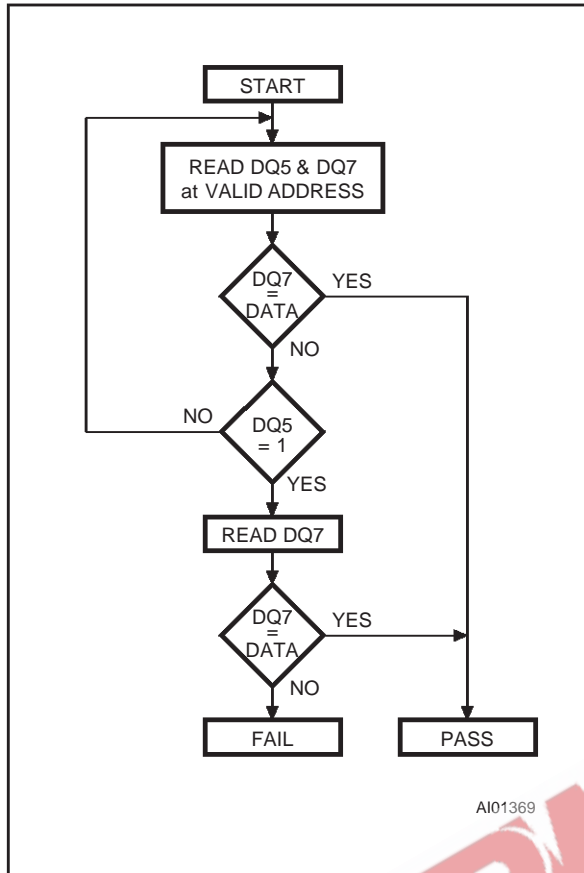 START
READ DQ5 & DQ7
at VALID ADDRESS
DQ7
=
DATA
YES
NO
NO
DQ5
= 1
YES
READ DQ7
DQ7
=
DATA
YES
NO
FAIL
PASS
AI01369